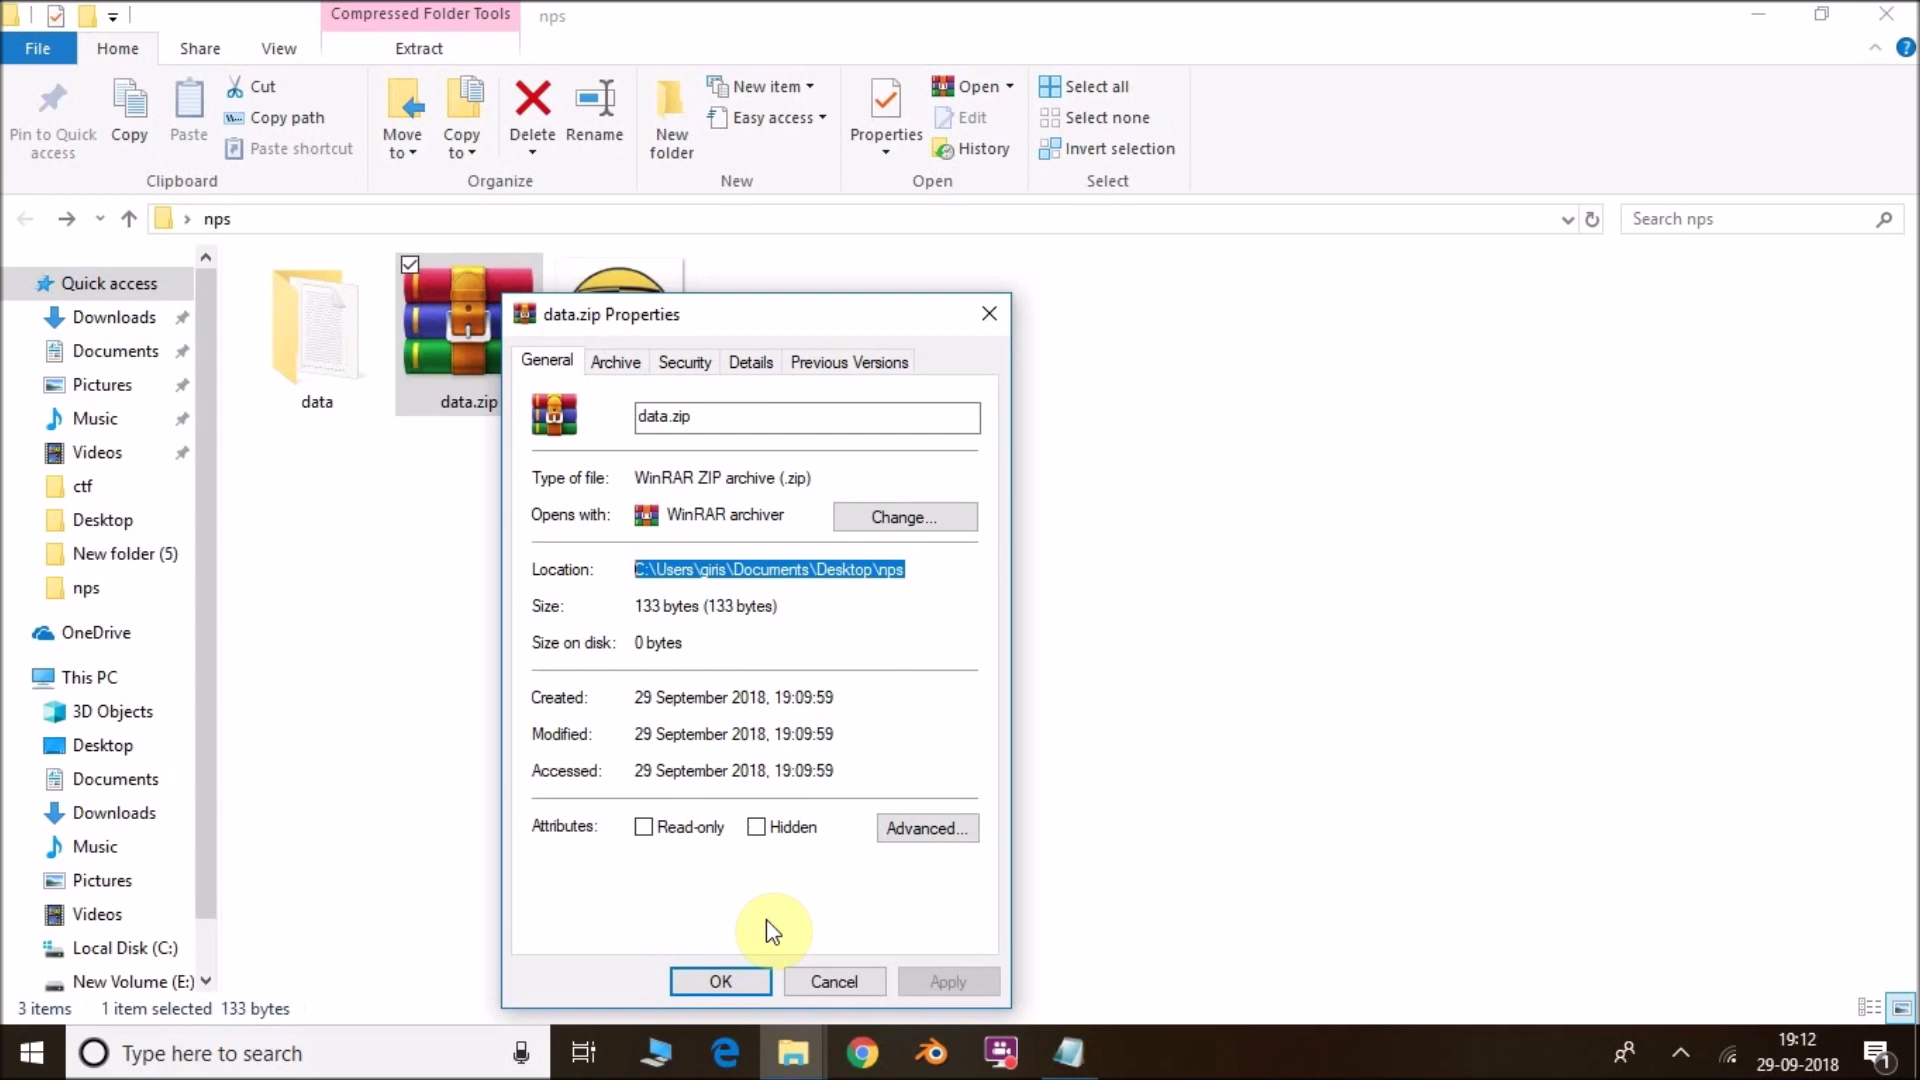 Compressed Folder Tools
nps
File
Home
Share
View
Extract
Pin to Quick access
Copy
Paste
Cut
Copy path
Paste shortcut
Clipboard
Move to
Copy to
Delete
Rename
Organize
New folder
New item
Easy access
New
Properties
Open
Edit
History
Open
Select all
Select none
Invert selection
Select
nps
Search nps
Quick access
Downloads
Documents
Pictures
Music
Videos
ctf
Desktop
New folder (5)
nps
OneDrive
This PC
3D Objects
Desktop
Documents
Downloads
Music
Pictures
Videos
Local Disk (C:)
New Volume (E:)
data
data.zip
data.zip Properties
General
Archive
Security
Details
Previous Versions
data.zip
Type of file: WinRAR ZIP archive (.zip)
Opens with: WinRAR archiver
Change...
Location: C:\Users\giris\Documents\Desktop\nps
Size: 133 bytes (133 bytes)
Size on disk: 0 bytes
Created: 29 September 2018, 19:09:59
Modified: 29 September 2018, 19:09:59
Accessed: 29 September 2018, 19:09:59
Attributes: Read-only Hidden
Advanced...
OK
Cancel
Apply
3 items 1 item selected 133 bytes
Type here to search
19:12
29-09-2018
1